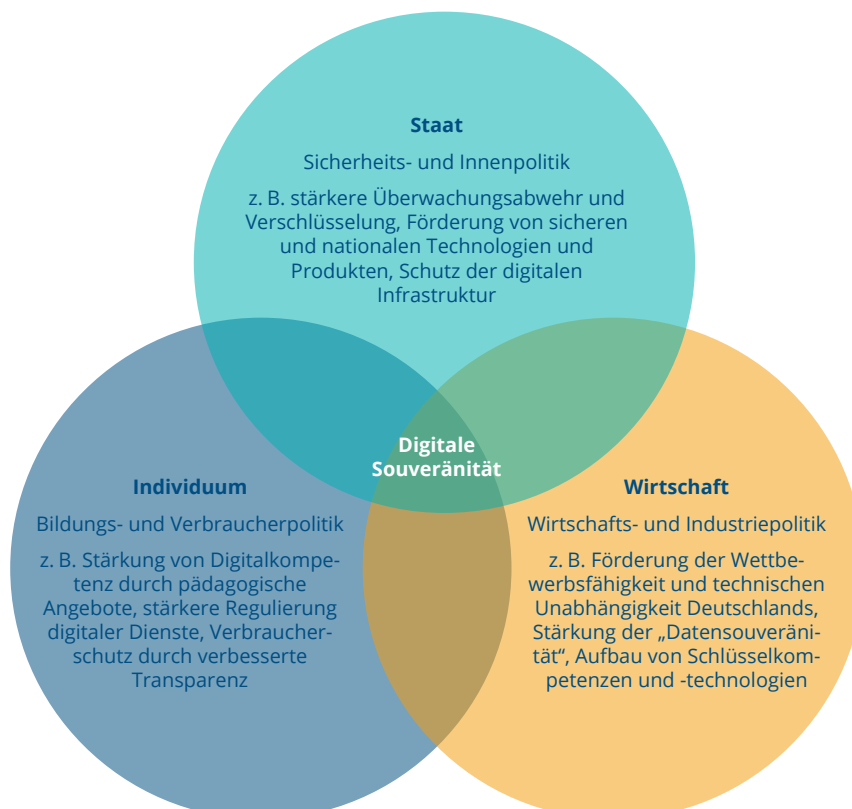 Staat
Sicherheits- und Innenpolitik
z. B. stärkere Überwachungsabwehr und
Verschlüsselung, Förderung von sicheren
und nationalen Technologien und
Produkten, Schutz der digitalen
Infrastruktur
Digitale
Souveränität
Individuum
Bildungs- und Verbraucherpolitik
z. B. Stärkung von Digitalkompe-
tenz durch pädagogische
Angebote, stärkere Regulierung
digitaler Dienste, Verbraucher-
schutz durch verbesserte
Transparenz
Wirtschaft
Wirtschafts- und Industriepolitik
z. B. Förderung der Wettbe-
werbsfähigkeit und technischen
Unabhängigkeit Deutschlands,
Stärkung der „Datensouveräni-
tät“, Aufbau von Schlüsselkom-
petenzen und -technologien